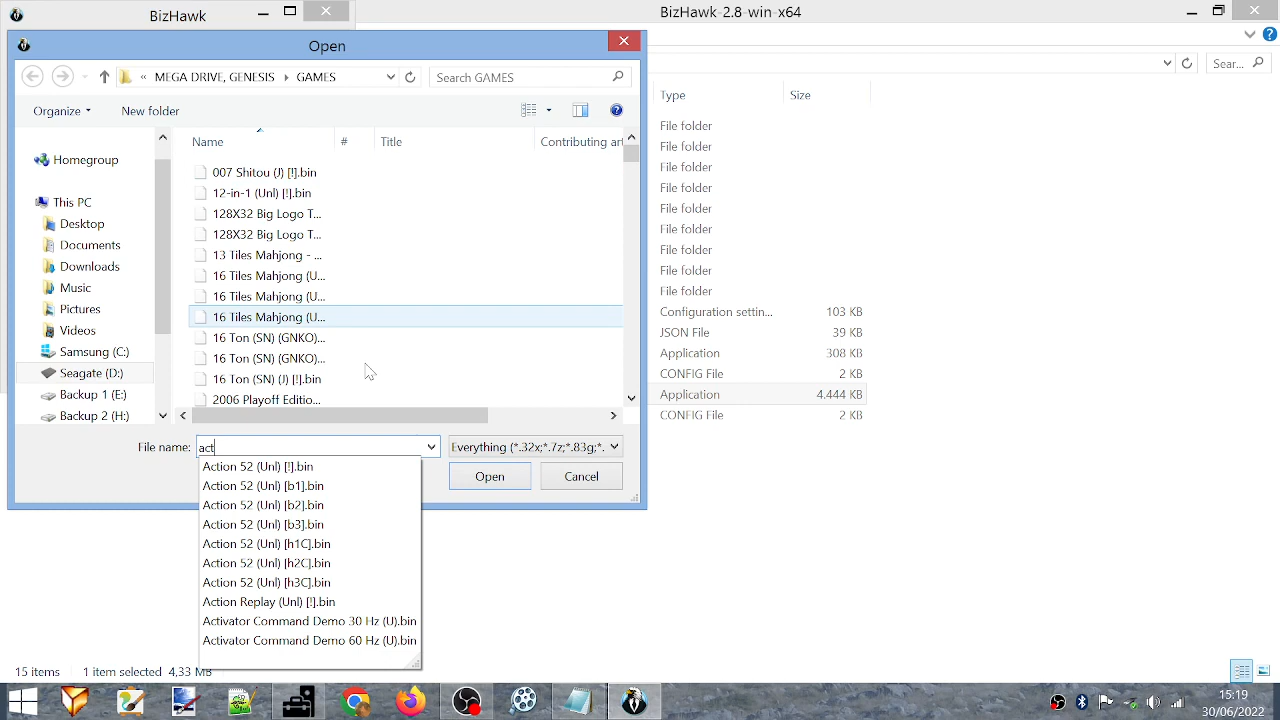 BizHawk
BizHawk-2.8-win-x64
Open
« MEGA DRIVE, GENESIS › GAMES
Search GAMES
Sear...
Organize
New folder
Type
Size
Name
#
Title
Contributing art
Homegroup
This PC
Desktop
Documents
Downloads
Music
Pictures
Videos
Samsung (C:)
Seagate (D:)
Backup 1 (E:)
Backup 2 (H:)
007 Shitou (J) [!].bin
12-in-1 (Unl) [!].bin
128X32 Big Logo T...
128X32 Big Logo T...
13 Tiles Mahjong - ...
16 Tiles Mahjong (U...
16 Tiles Mahjong (U...
16 Tiles Mahjong (U...
16 Ton (SN) (GNKO)...
16 Ton (SN) (GNKO)...
16 Ton (SN) (J) [!].bin
2006 Playoff Editio...
File folder
File folder
File folder
File folder
File folder
File folder
File folder
File folder
File folder
Configuration settin... 103 KB
JSON File 39 KB
Application 308 KB
CONFIG File 2 KB
Application 4.444 KB
CONFIG File 2 KB
File name: act
Everything (*.32x;*.7z;*.83g;*.
Open
Cancel
Action 52 (Unl) [!].bin
Action 52 (Unl) [b1].bin
Action 52 (Unl) [b2].bin
Action 52 (Unl) [b3].bin
Action 52 (Unl) [h1C].bin
Action 52 (Unl) [h2C].bin
Action 52 (Unl) [h3C].bin
Action Replay (Unl) [!].bin
Activator Command Demo 30 Hz (U).bin
Activator Command Demo 60 Hz (U).bin
15 items
1 item selected 4,33 MB
15:19
30/06/2022